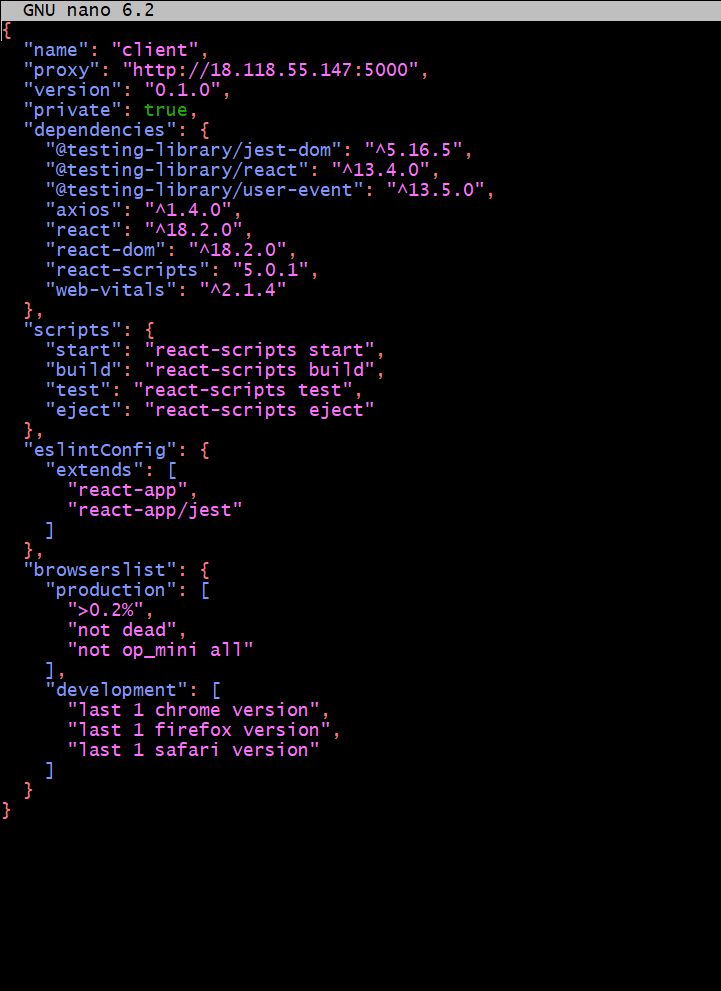 GNU nano 6.2
{
  "name": "client",
  "proxy": "http://18.118.55.147:5000",
  "version": "0.1.0",
  "private": true,
  "dependencies": {
    "@testing-library/jest-dom": "^5.16.5",
    "@testing-library/react": "^13.4.0",
    "@testing-library/user-event": "^13.5.0",
    "axios": "^1.4.0",
    "react": "^18.2.0",
    "react-dom": "^18.2.0",
    "react-scripts": "5.0.1",
    "web-vitals": "^2.1.4"
  },
  "scripts": {
    "start": "react-scripts start",
    "build": "react-scripts build",
    "test": "react-scripts test",
    "eject": "react-scripts eject"
  },
  "eslintConfig": {
    "extends": [
      "react-app",
      "react-app/jest"
    ]
  },
  "browserslist": {
    "production": [
      ">0.2%",
      "not dead",
      "not op_mini all"
    ],
    "development": [
      "last 1 chrome version",
      "last 1 firefox version",
      "last 1 safari version"
    ]
  }
}